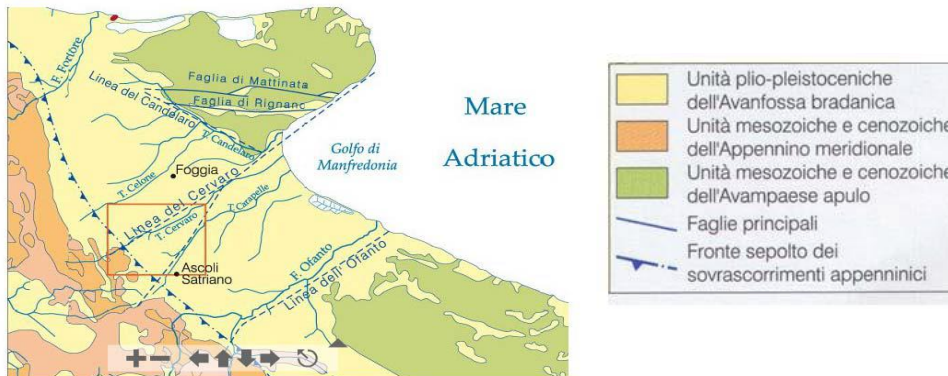 F. Fortore
Linea del Candelaro
Faglia di Mattinata
Faglia di Rignano
T. Candelaro
Mare
Adriatico
Golfo di
Manfredonia
Foggia
T. Celone
Linea del Cervaro
T. Cervaro
T. Carapelle
Ascoli
Satriano
F. Ofanto
Linea dell' Ofanto
Unità plio-pleistoceniche
dell'Avanfossa bradanica
Unità mesozoiche e cenozoiche
dell'Appennino meridionale
Unità mesozoiche e cenozoiche
dell'Avampaese apulo
Faglie principali
Fronte sepolto dei
sovrascorrimenti appenninici